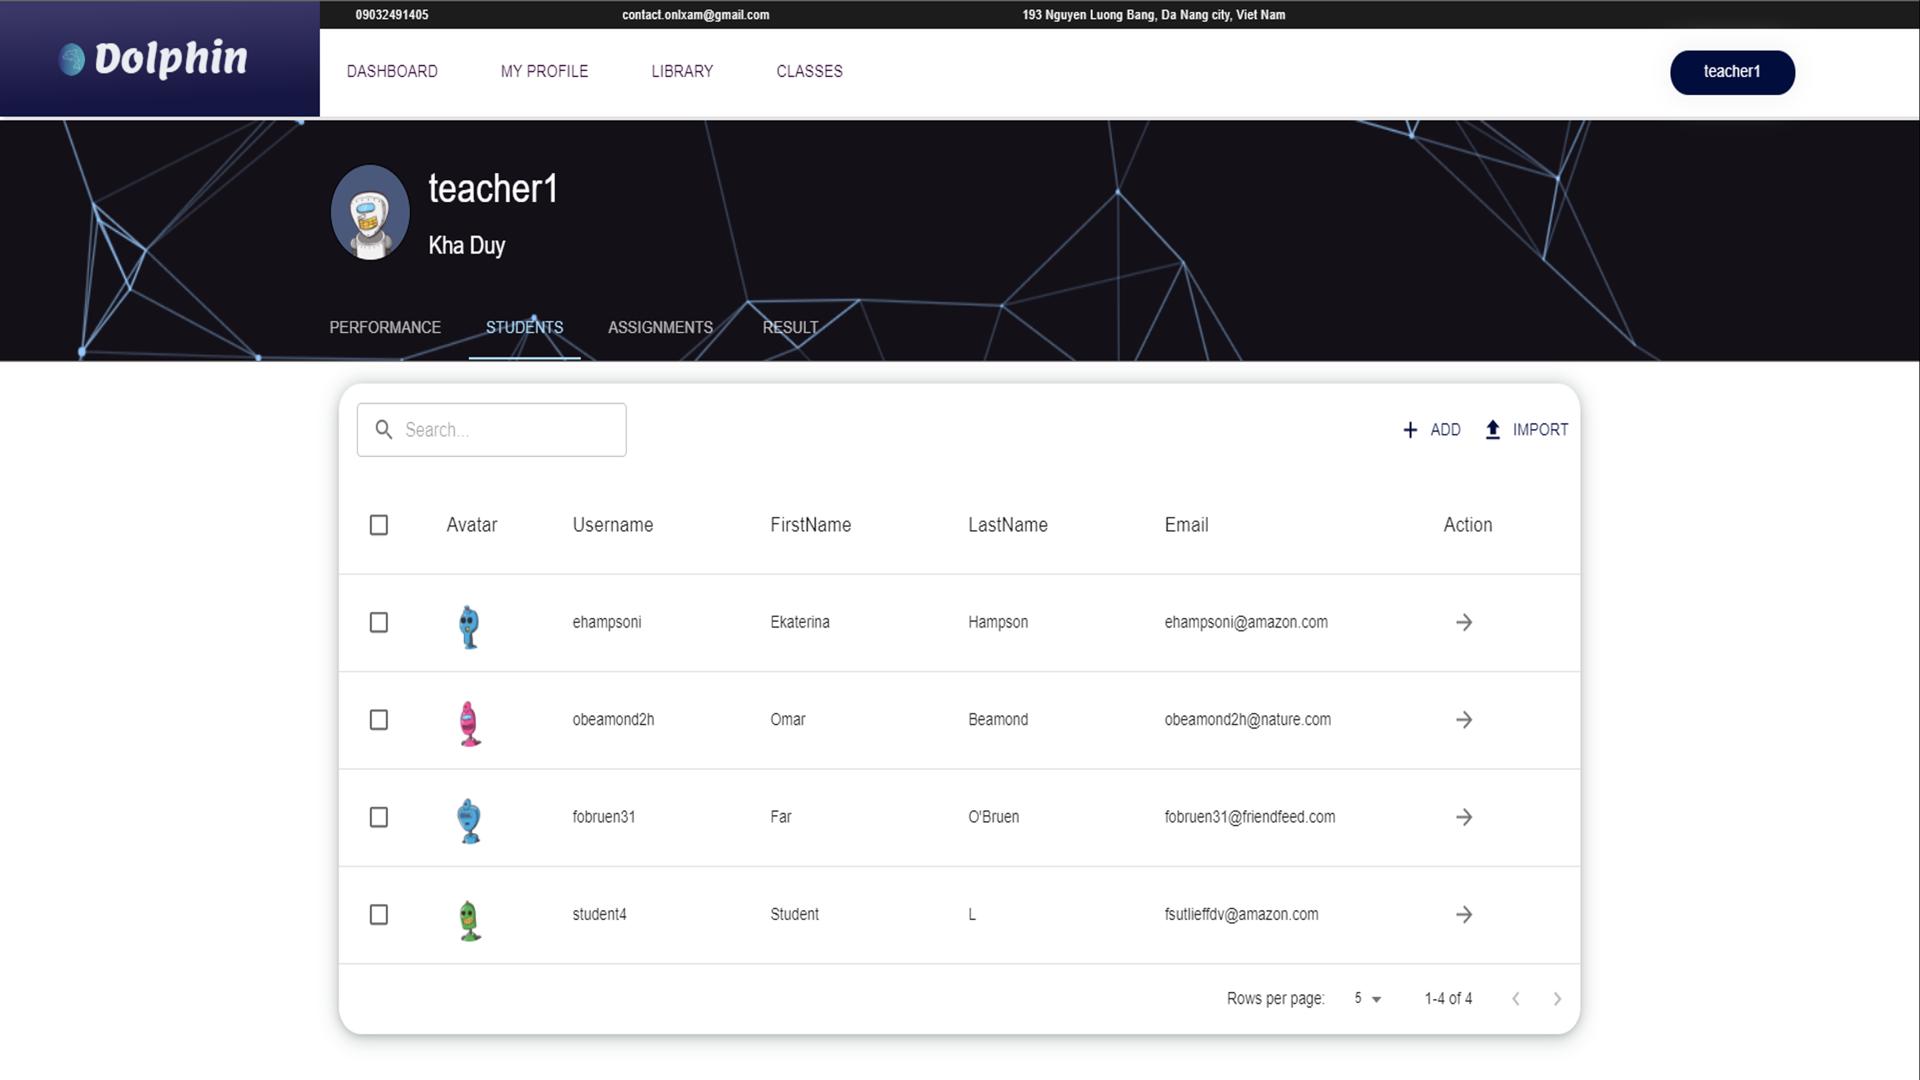 09032491405 contact.onlxam@gmail.com 193 Nguyen Luong Bang, Da Nang city, Viet Nam
Dolphin
DASHBOARD MY PROFILE LIBRARY CLASSES teacher1
teacher1
Kha Duy
PERFORMANCE STUDENTS ASSIGNMENTS RESULT
Search... ADD IMPORT
Avatar Username FirstName LastName Email Action
ehampsoni Ekaterina Hampson ehampsoni@amazon.com
obeamond2h Omar Beamond obeamond2h@nature.com
fobruen31 Far O'Bruen fobruen31@friendfeed.com
student4 Student L fsutlieffdv@amazon.com
Rows per page: 5 1-4 of 4